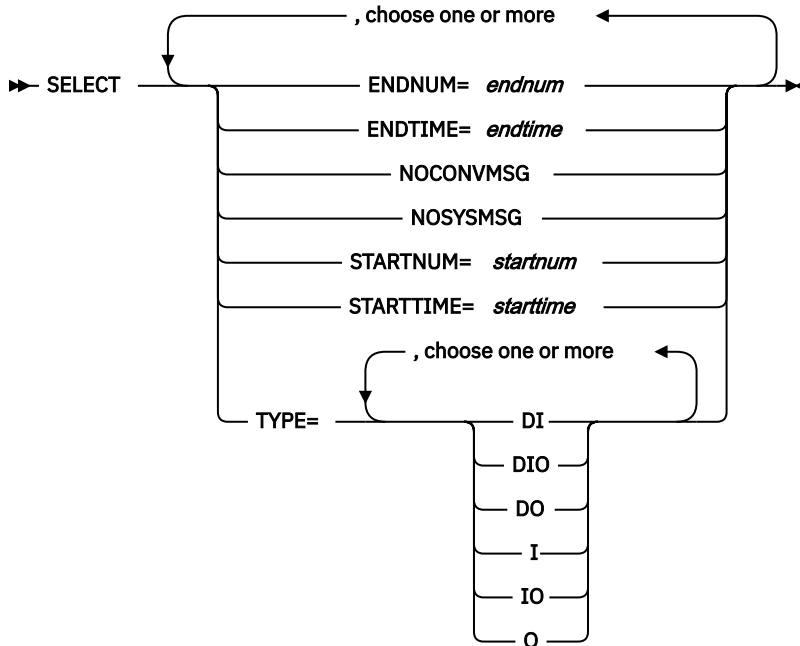 , choose one or more
SELECT ENDNUM= endnum
ENDTIME= endtime
NOCONVMSG
NOSYSMSG
STARTNUM= startnum
STARTTIME= starttime
, choose one or more
TYPE= DI
DIO
DO
I
IO
O